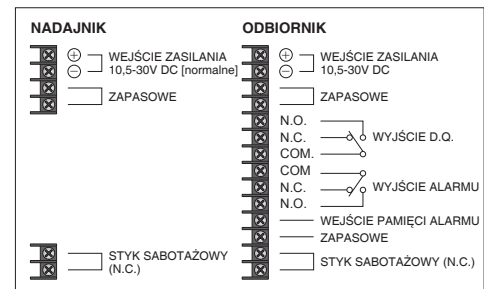 NADAJNIK
⊕ WEJŚCIE ZASILANIA
⊖ 10,5-30V DC [normalne]
ZAPASOWE
STYK SABOTAŻOWY
(N.C.)
ODBIORNIK
⊕ WEJŚCIE ZASILANIA
⊖ 10,5-30V DC
ZAPASOWE
N.O.
N.C. WYJŚCIE D.Q.
COM.
COM
N.C. WYJŚCIE ALARMU
N.O.
WEJŚCIE PAMIĘCI ALARMU
ZAPASOWE
STYK SABOTAŻOWY (N.C.)